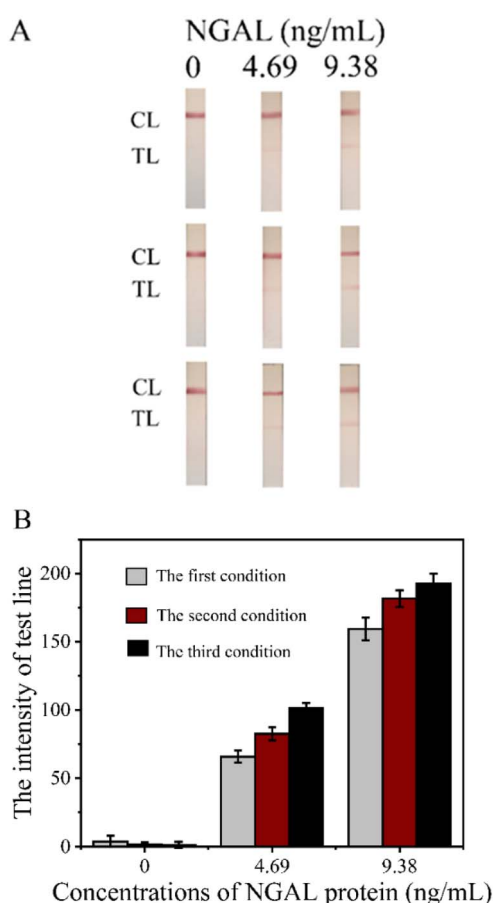 A
NGAL (ng/mL)
0 4.69 9.38
CL
TL
CL
TL
CL
TL
B
The intensity of test line
200
150
100
50
0
The first condition
The second condition
The third condition
0 4.69 9.38
Concentrations of NGAL protein (ng/mL)